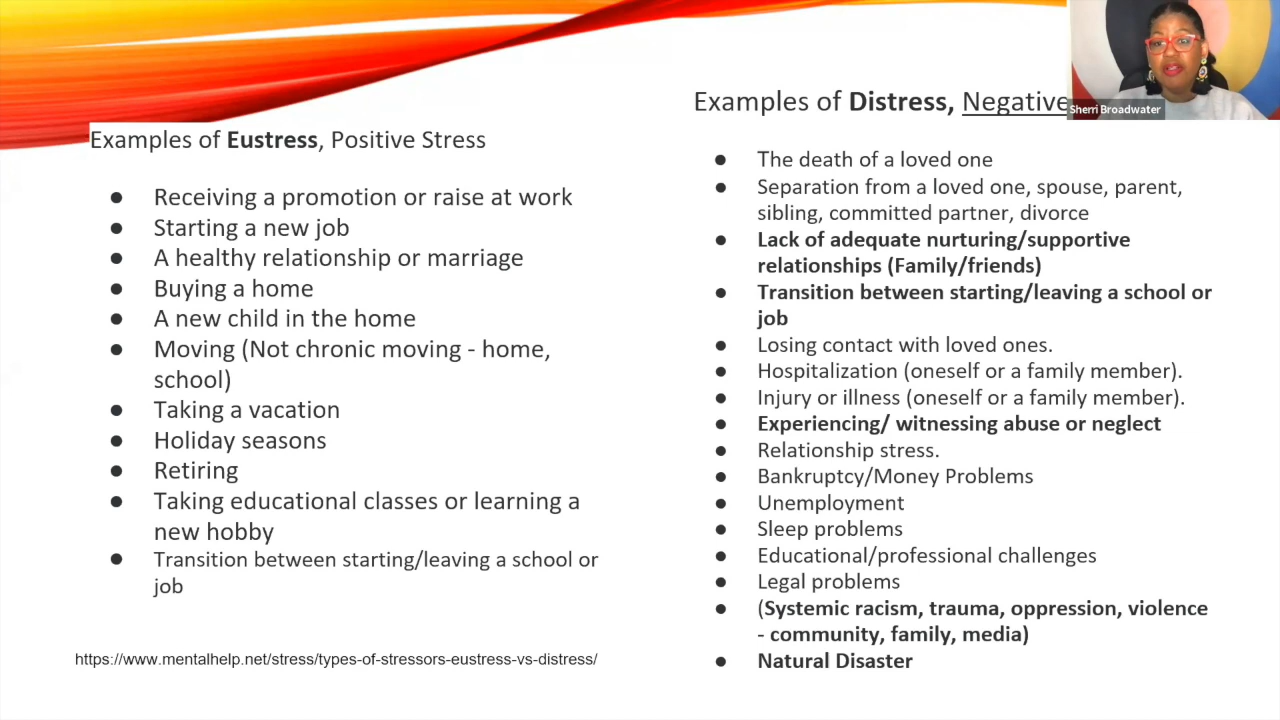 Examples of Eustress, Positive Stress
● Receiving a promotion or raise at work
● Starting a new job
● A healthy relationship or marriage
● Buying a home
● A new child in the home
● Moving (Not chronic moving - home,
school)
● Taking a vacation
● Holiday seasons
● Retiring
● Taking educational classes or learning a
new hobby
● Transition between starting/leaving a school or
job
https://www.mentalhelp.net/stress/types-of-stressors-eustress-vs-distress/
Examples of Distress, Negative
● The death of a loved one
● Separation from a loved one, spouse, parent,
sibling, committed partner, divorce
● Lack of adequate nurturing/supportive
relationships (Family/friends)
● Transition between starting/leaving a school or
job
● Losing contact with loved ones.
● Hospitalization (oneself or a family member).
● Injury or illness (oneself or a family member).
● Experiencing/ witnessing abuse or neglect
● Relationship stress.
● Bankruptcy/Money Problems
● Unemployment
● Sleep problems
● Educational/professional challenges
● Legal problems
● (Systemic racism, trauma, oppression, violence
- community, family, media)
● Natural Disaster
Sherri Broadwater